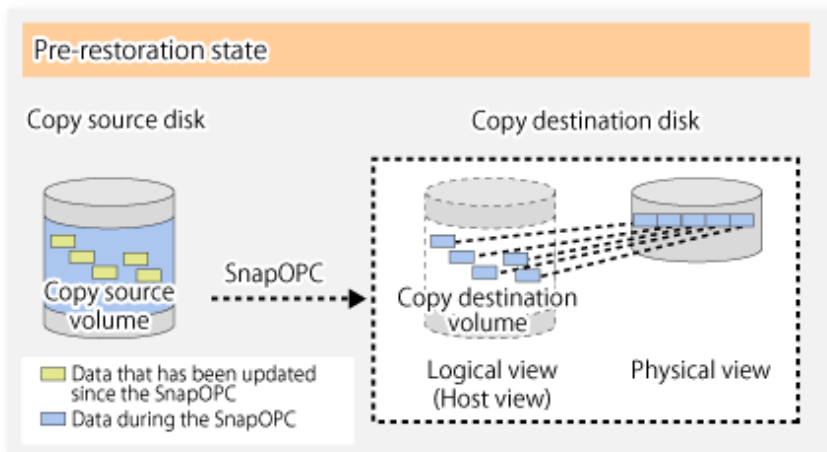 Pre-restoration state
Copy source disk
Copy destination disk
SnapOPC
Copy source
volume
Copy destination
volume
Logical view
(Host view)
Physical view
Data that has been updated
since the SnapOPC
Data during the SnapOPC